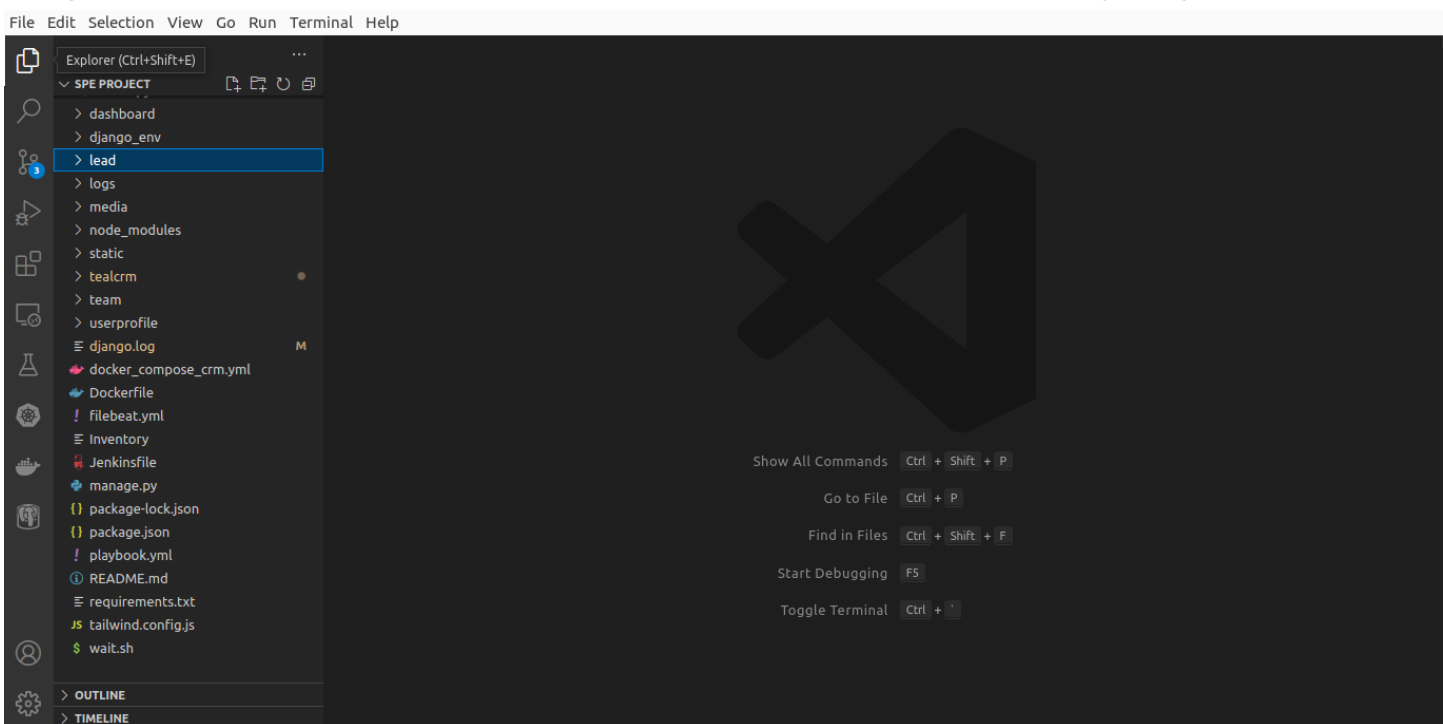 File Edit Selection View Go Run Terminal Help
Explorer (Ctrl+Shift+E)
SPE PROJECT
dashboard
django_env
lead
3
logs
media
node_modules
static
tealcrm
team
userprofile
django.log M
docker_compose_crm.yml
Dockerfile
! filebeat.yml
Inventory
Jenkinsfile
manage.py
{} package-lock.json
{} package.json
! playbook.yml
README.md
requirements.txt
JS tailwind.config.js
$ wait.sh
OUTLINE
TIMELINE
Show All Commands Ctrl + Shift + P
Go to File Ctrl + P
Find in Files Ctrl + Shift + F
Start Debugging F5
Toggle Terminal Ctrl + `